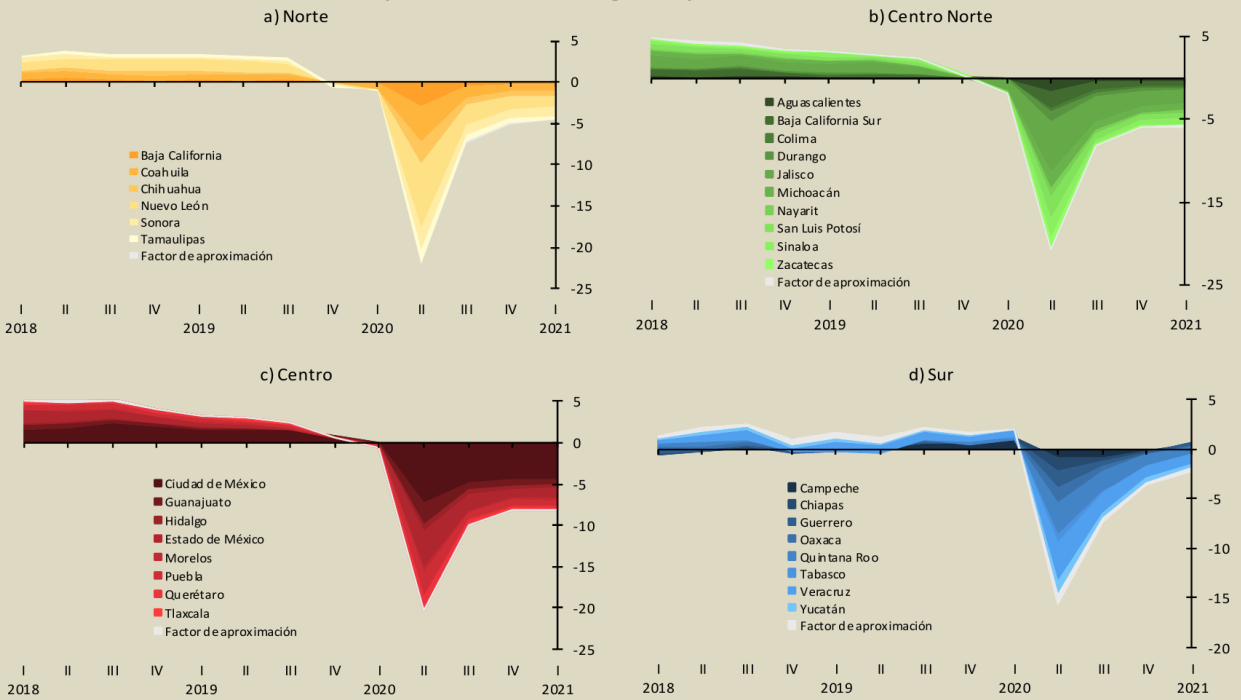 a) Norte
5
0
-5
-10
-15
-20
-25
Baja California
Coahuila
Chihuahua
Nuevo León
Sonora
Tamaulipas
Factor de aproximación
I II III IV I II III IV I II III IV I
2018 2019 2020 2021
b) Centro Norte
5
-5
-15
-25
Aguascalientes
Baja California Sur
Colima
Durango
Jalisco
Michoacán
Nayarit
San Luis Potosí
Sinaloa
Zacatecas
Factor de aproximación
I II III IV I II III IV I II III IV I
2018 2019 2020 2021
c) Centro
5
0
-5
-10
-15
-20
-25
Ciudad de México
Guanajuato
Hidalgo
Estado de México
Morelos
Puebla
Querétaro
Tlaxcala
Factor de aproximación
I II III IV I II III IV I II III IV I
2018 2019 2020 2021
d) Sur
5
0
-5
-10
-15
-20
Campeche
Chiapas
Guerrero
Oaxaca
Quintana Roo
Tabasco
Veracruz
Yucatán
Factor de aproximación
I II III IV I II III IV I II III IV I
2018 2019 2020 2021